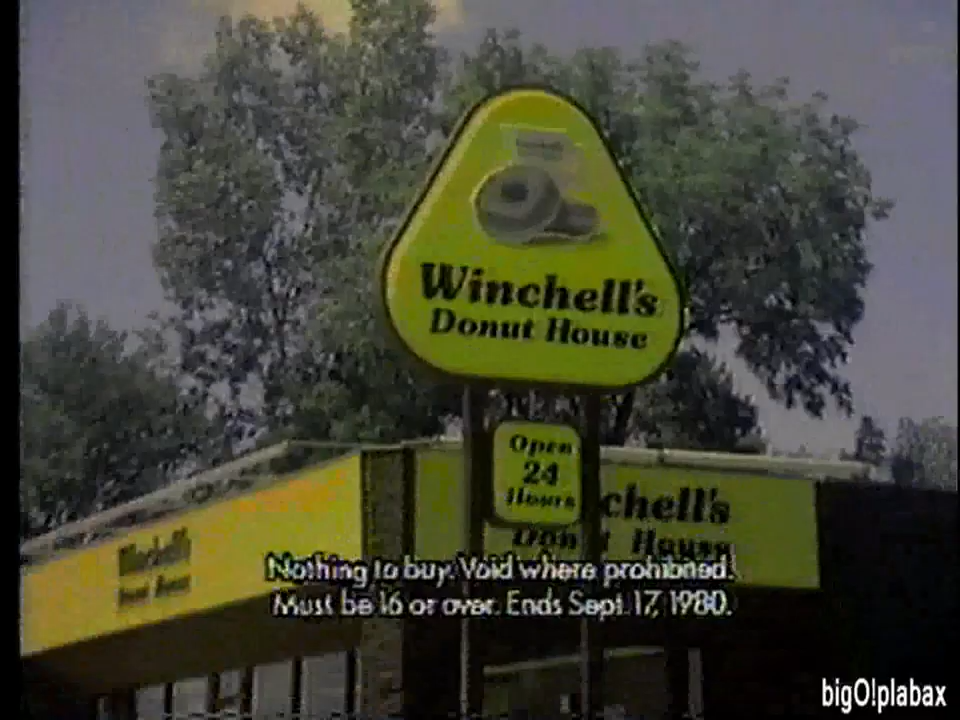 Winchell's
Donut House
Open
24
Hours
chell's
House
Winchell's
Nothing to buy. Void where prohibited.
Must be 16 or over. Ends Sept. 17, 1980.
bigO!plabax